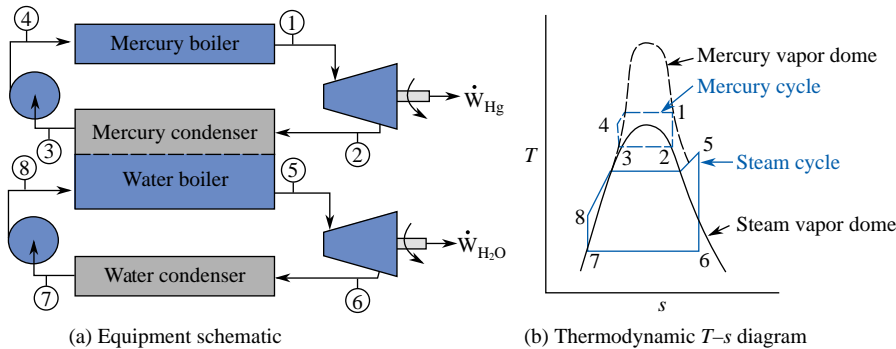 4
Mercury boiler
1
Ẇ_Hg
Mercury condenser
3
2
8
Water boiler
5
Ẇ_H₂O
Water condenser
7
6
(a) Equipment schematic
Mercury vapor dome
Mercury cycle
1
4
5
3
2
T
Steam cycle
8
Steam vapor dome
7
6
s
(b) Thermodynamic T–s diagram